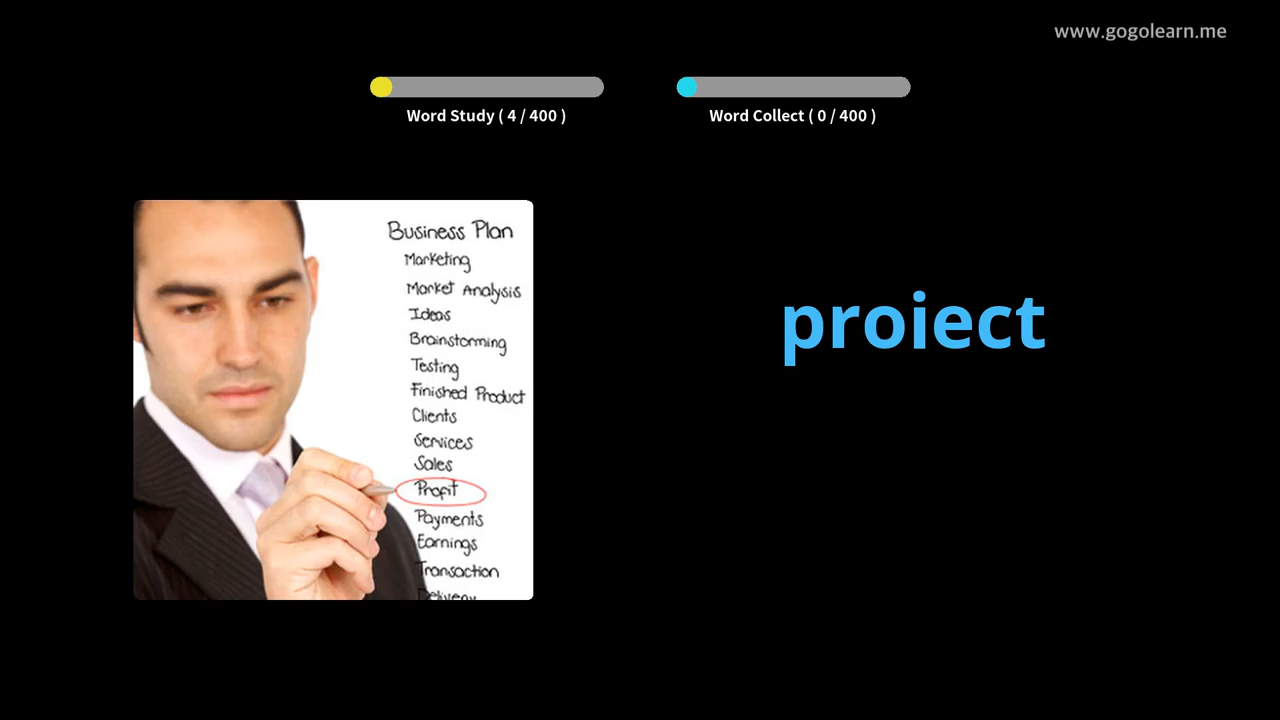 www.gogolearn.me
Word Study ( 4 / 400 )
Word Collect ( 0 / 400 )
Business Plan
Marketing
Market Analysis
Ideas
Brainstorming
Testing
Finished Product
Clients
Services
Sales
Profit
Payments
Earnings
Transaction
Delivery
proiect